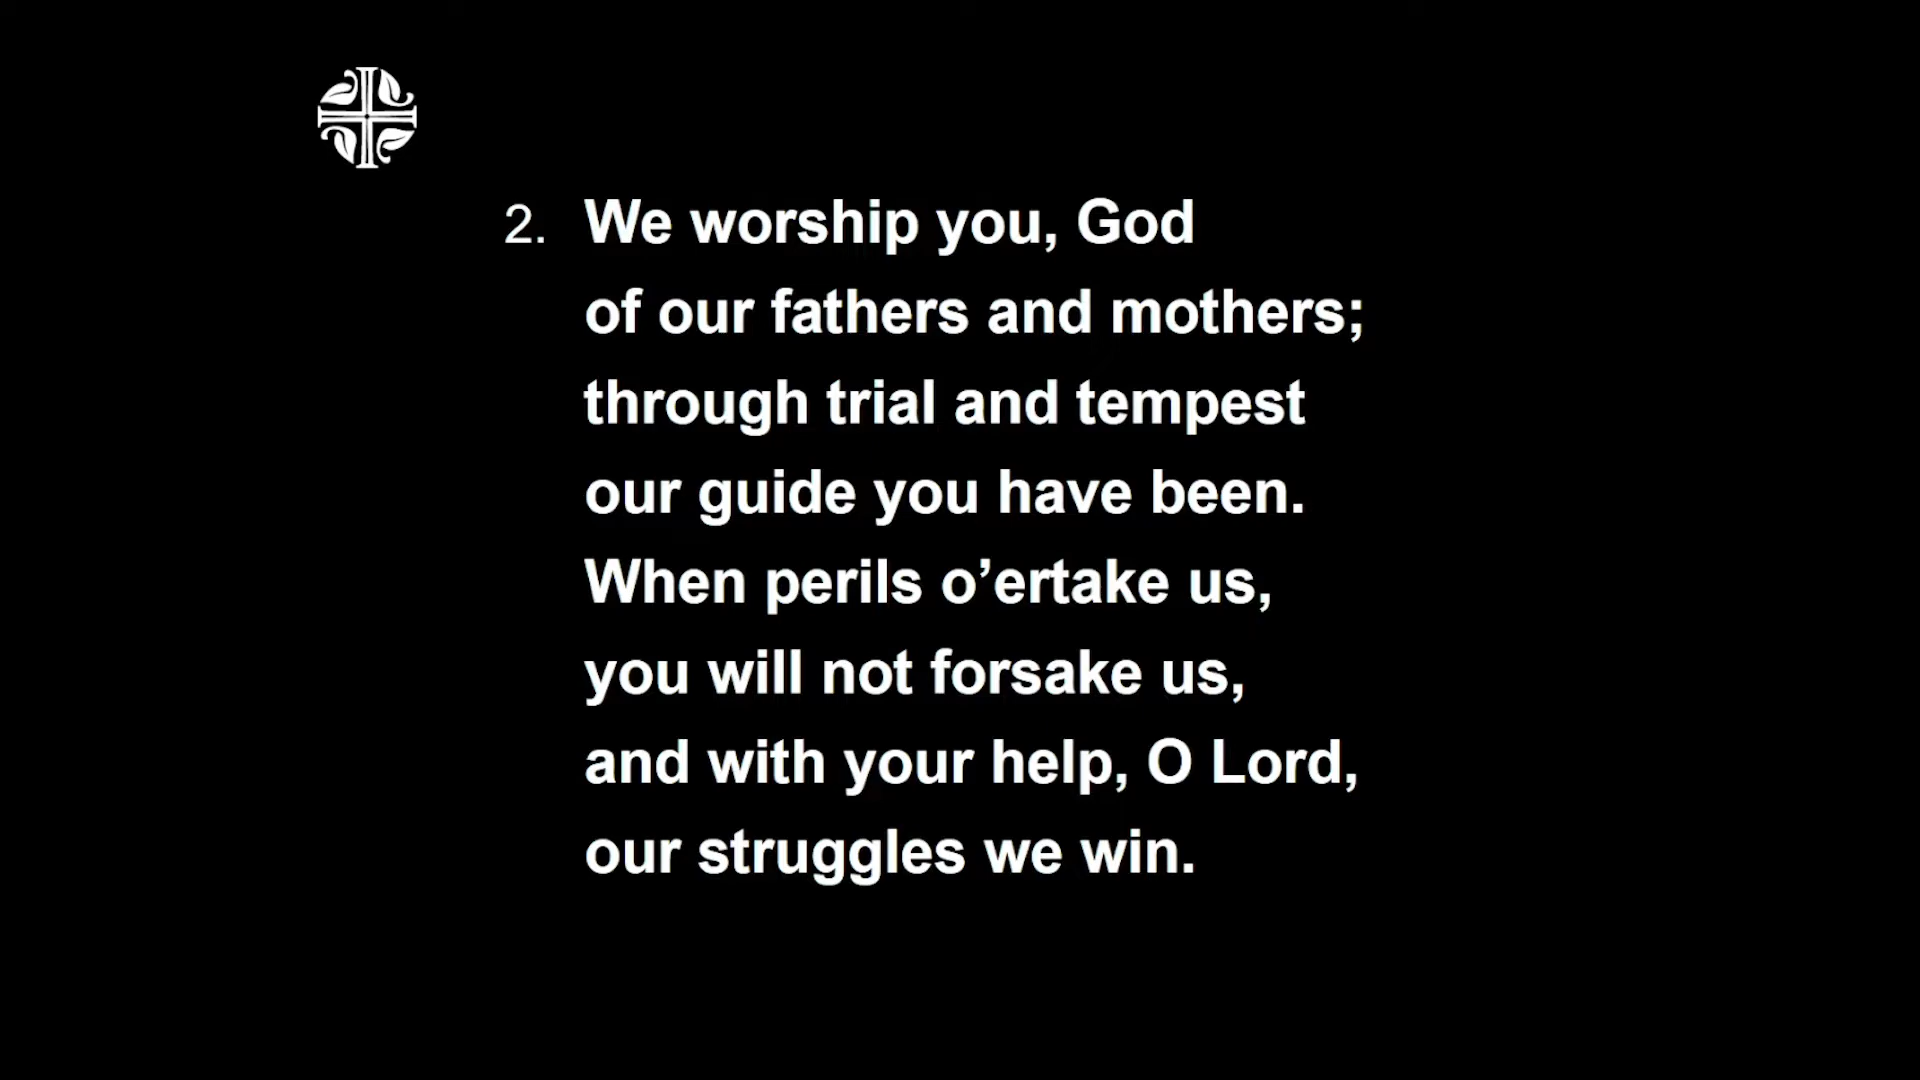 2. We worship you, God
of our fathers and mothers;
through trial and tempest
our guide you have been.
When perils o’ertake us,
you will not forsake us,
and with your help, O Lord,
our struggles we win.